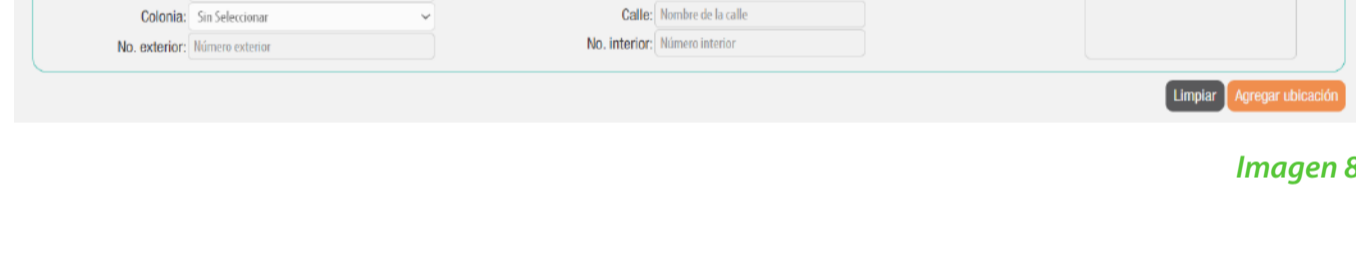 Colonia: Sin Seleccionar Calle: Nombre de la calle
No. exterior: Número exterior No. interior: Número interior
Limpiar Agregar ubicación
Imagen 8